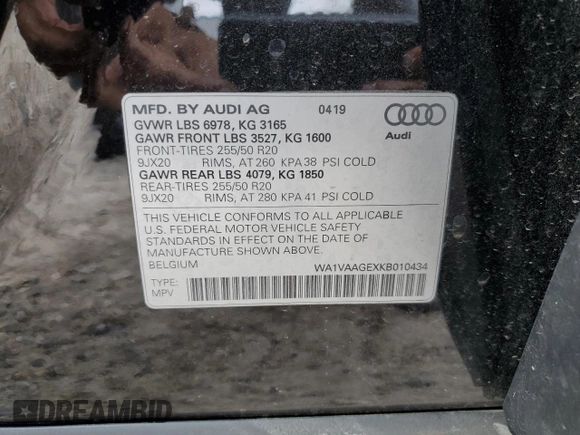 MFD. BY AUDI AG 0419
GVWR LBS 6978, KG 3165
GAWR FRONT LBS 3527, KG 1600
FRONT-TIRES 255/50 R20
9JX20 RIMS, AT 260 KPA 38 PSI COLD
GAWR REAR LBS 4079, KG 1850
REAR-TIRES 255/50 R20
9JX20 RIMS, AT 280 KPA 41 PSI COLD
Audi
THIS VEHICLE CONFORMS TO ALL APPLICABLE
U.S. FEDERAL MOTOR VEHICLE SAFETY
STANDARDS IN EFFECT ON THE DATE OF
MANUFACTURE SHOWN ABOVE.
BELGIUM WA1VAAGEXKB010434
TYPE:
MPV
DREAMBID